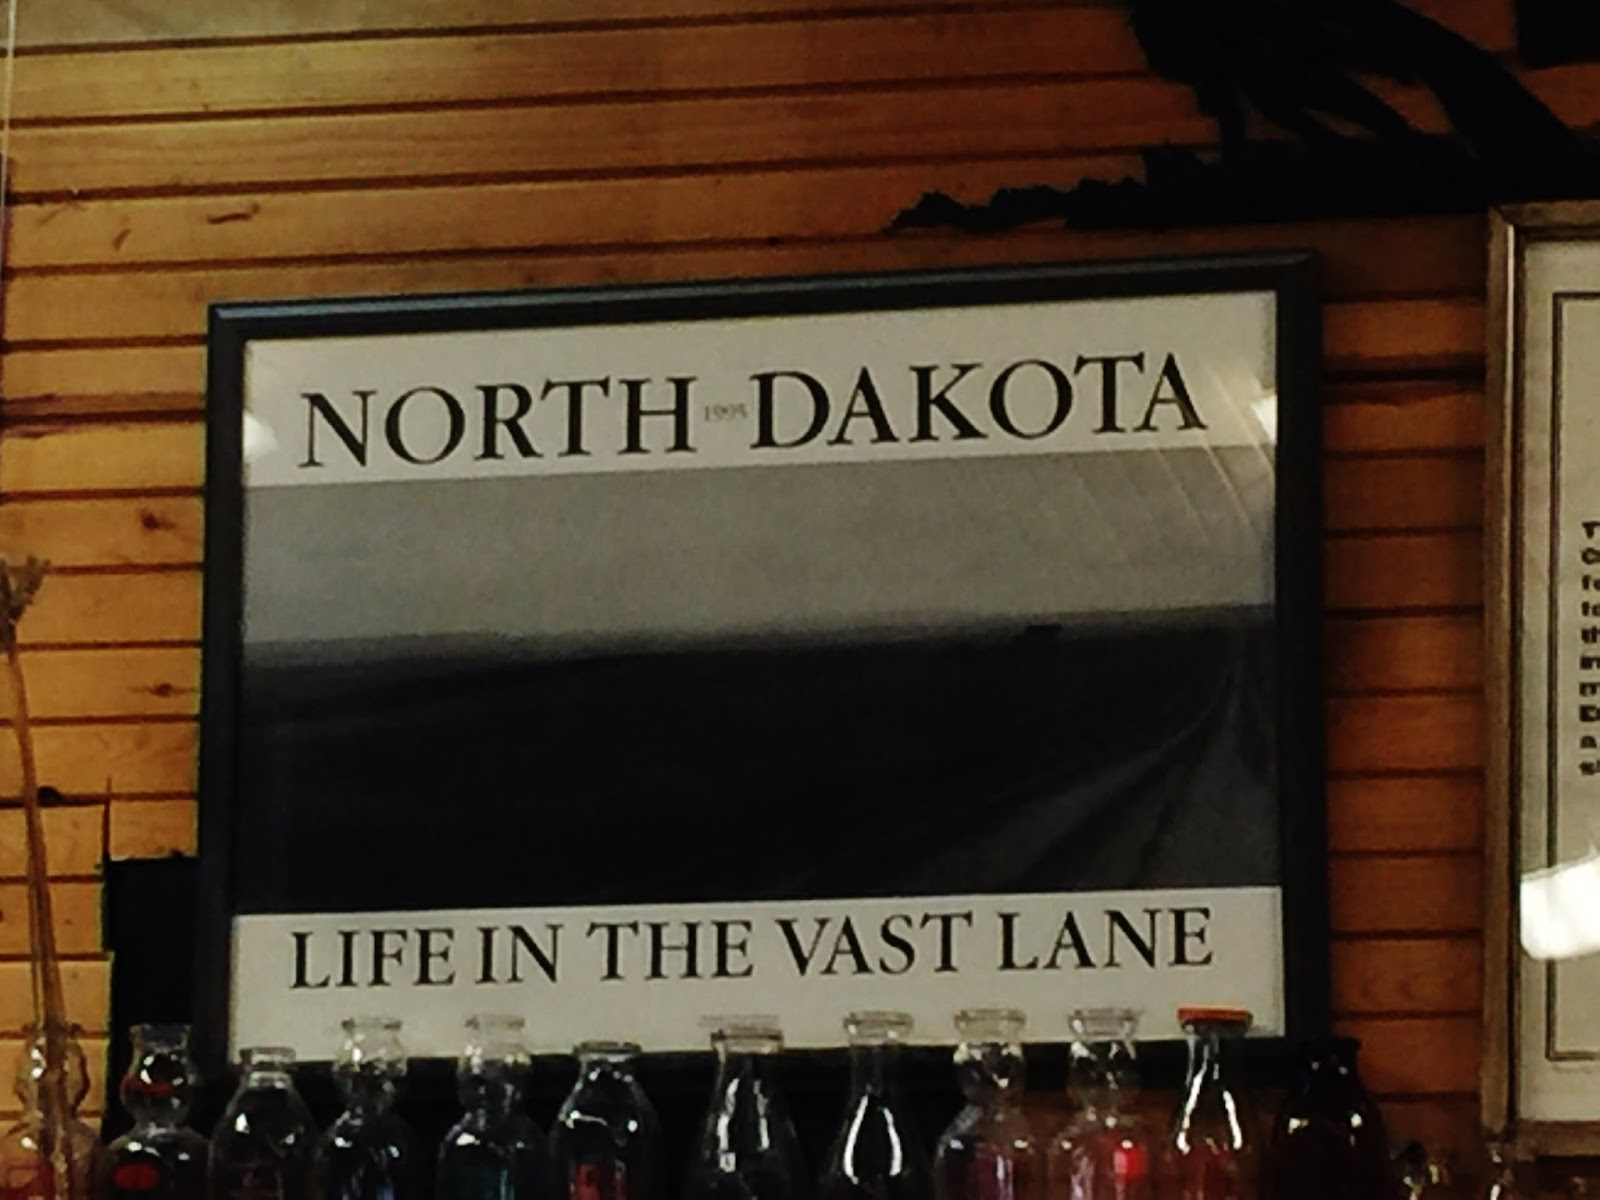 NORTH DAKOTA
LIFE IN THE VAST LANE